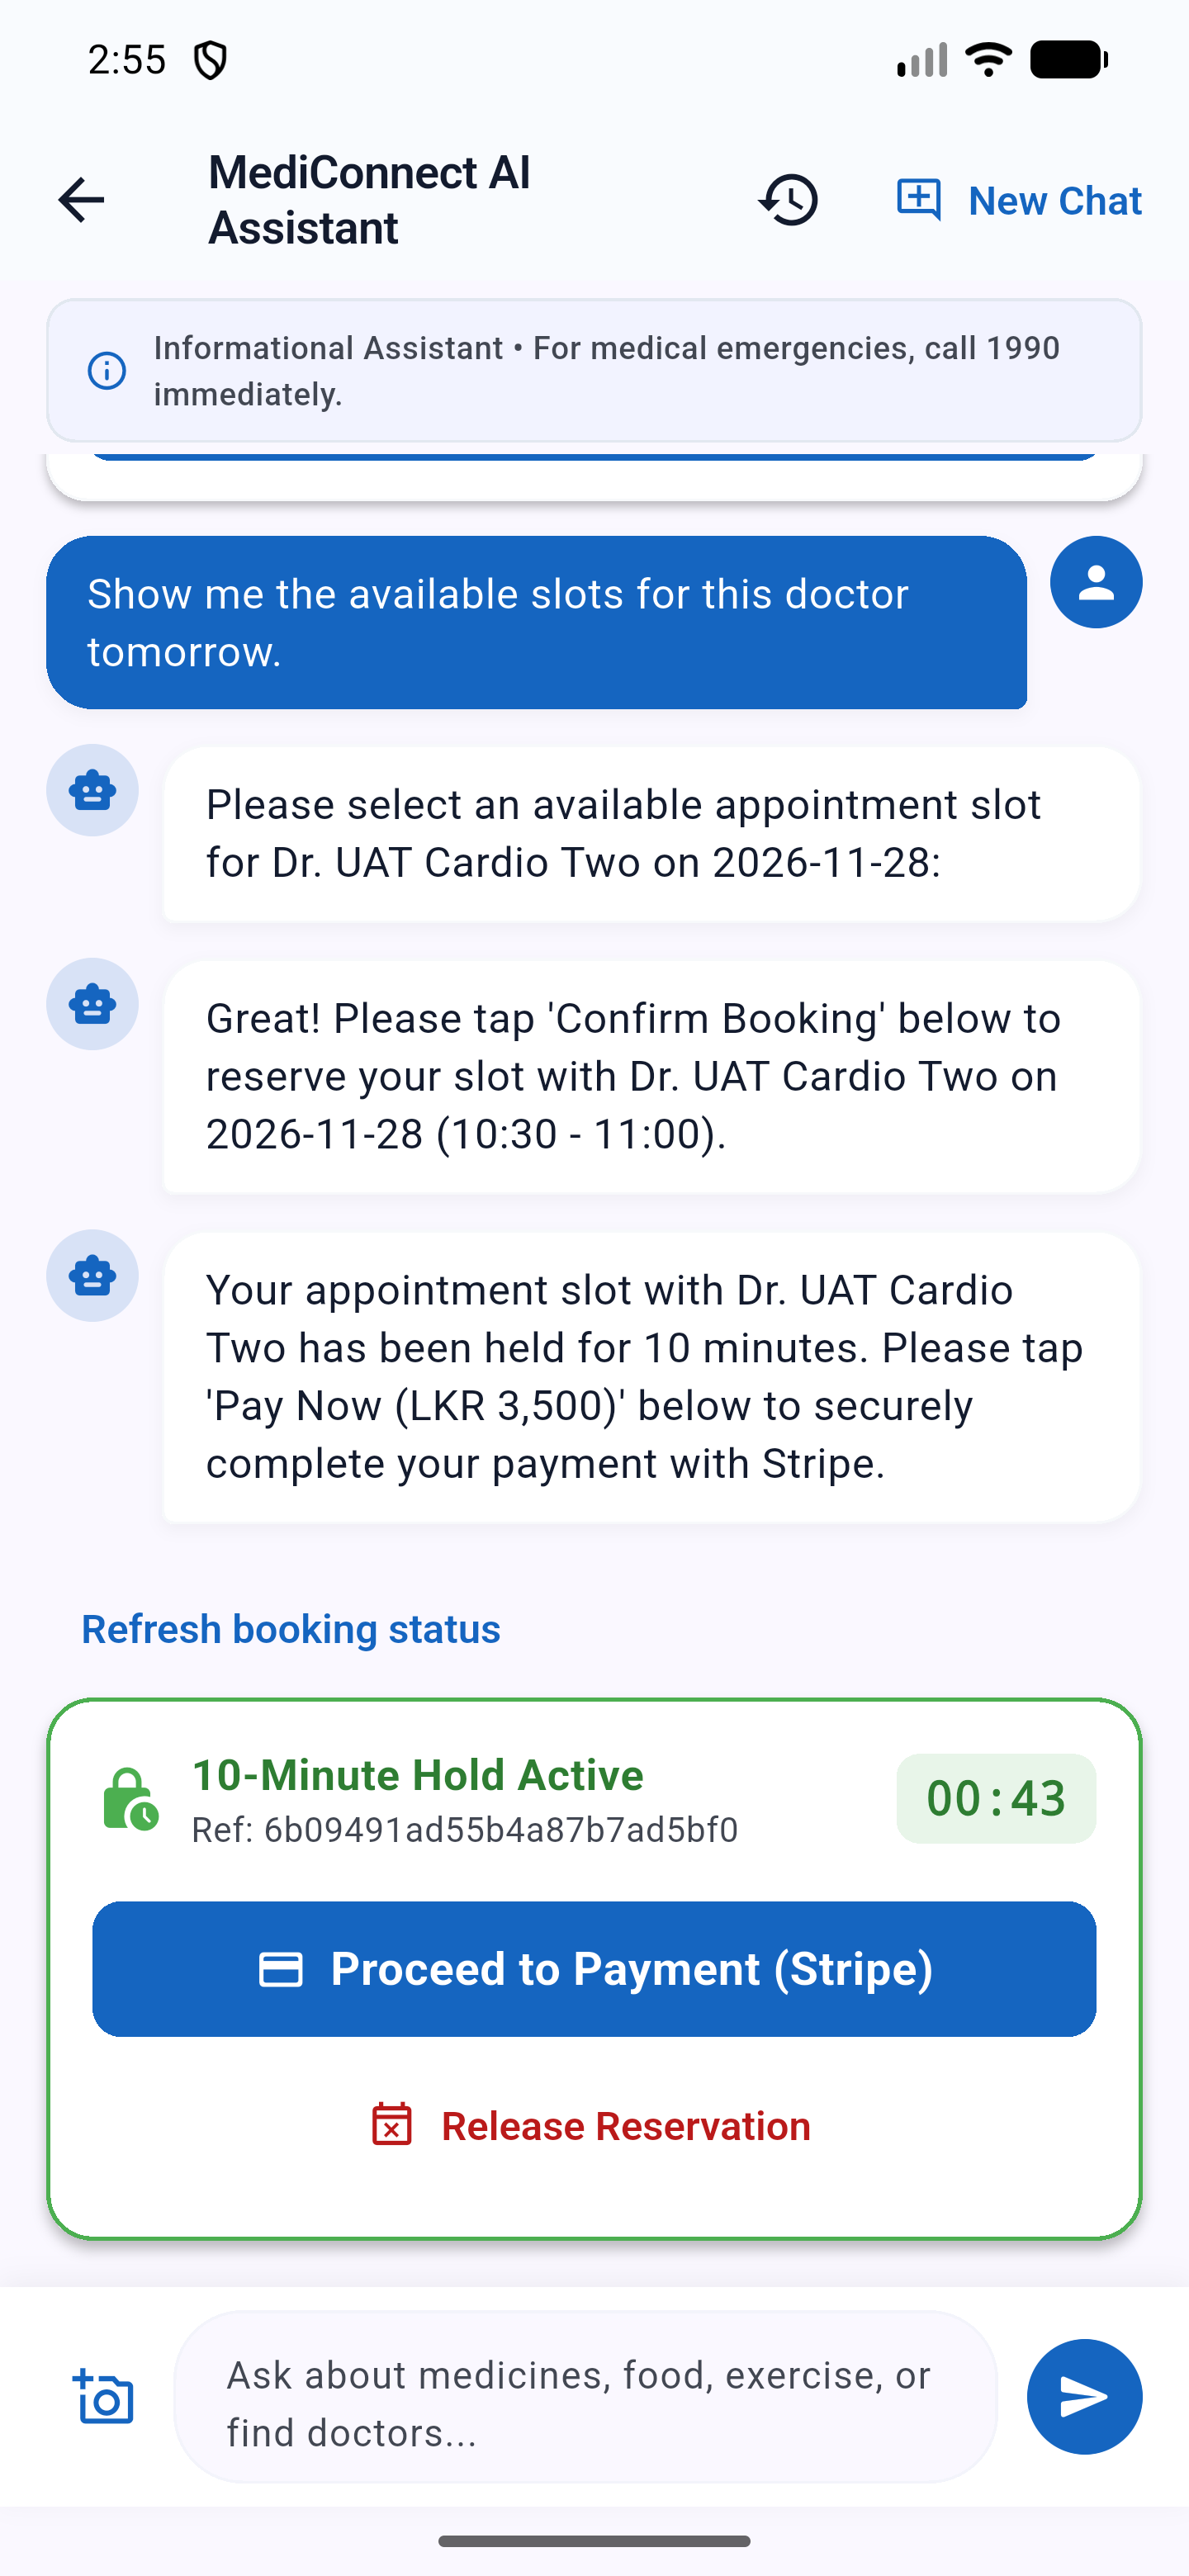 2:55
MediConnect AI
Assistant
New Chat
Informational Assistant • For medical emergencies, call 1990
immediately.
Show me the available slots for this doctor
tomorrow.
Please select an available appointment slot
for Dr. UAT Cardio Two on 2026-11-28:
Great! Please tap 'Confirm Booking' below to
reserve your slot with Dr. UAT Cardio Two on
2026-11-28 (10:30 - 11:00).
Your appointment slot with Dr. UAT Cardio
Two has been held for 10 minutes. Please tap
'Pay Now (LKR 3,500)' below to securely
complete your payment with Stripe.
Refresh booking status
10-Minute Hold Active
Ref: 6b09491ad55b4a87b7ad5bf0
00:43
Proceed to Payment (Stripe)
Release Reservation
Ask about medicines, food, exercise, or
find doctors...